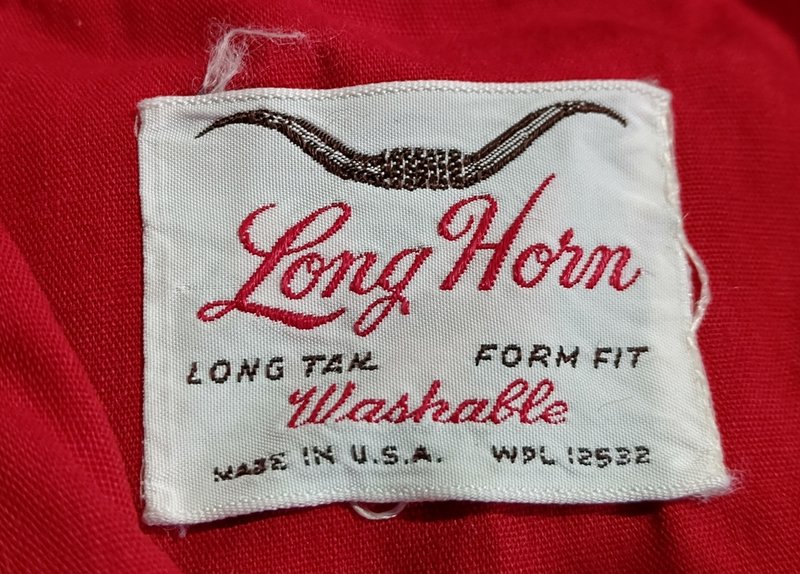 Long Horn
LONG TAIL FORM FIT
Washable
MADE IN U.S.A. WPL 12532